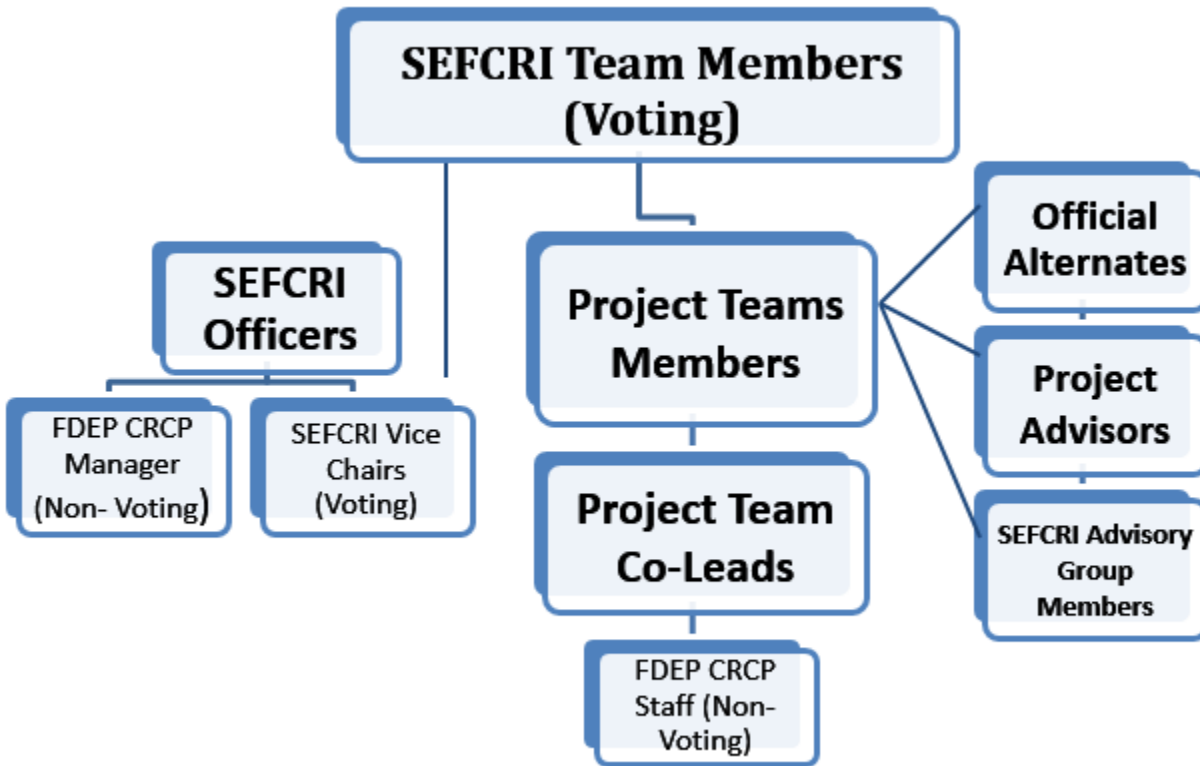 SEFCRI Team Members
(Voting)
SEFCRI
Officers
FDEP CRCP
Manager
(Non- Voting)
SEFCRI Vice
Chairs
(Voting)
Project Teams
Members
Project Team
Co-Leads
FDEP CRCP
Staff (Non-
Voting)
Official
Alternates
Project
Advisors
SEFCRI Advisory
Group
Members